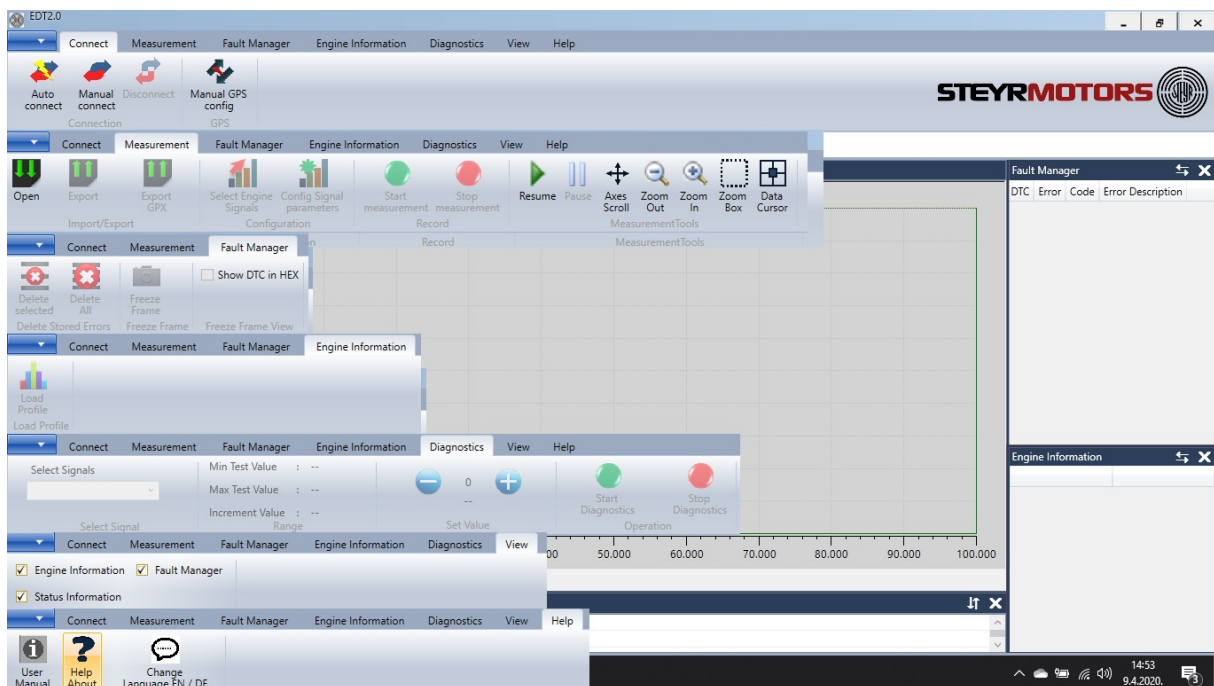 EDT2.0
Connect Measurement Fault Manager Engine Information Diagnostics View Help
Auto connect Manual connect Disconnect Manual GPS config
Connection GPS
STEYRMOTORS
Connect Measurement Fault Manager Engine Information Diagnostics View Help
Open Export Export GPX Select Engine Signals Config Signal parameters Start measurement Stop measurement Resume Pause Axes Scroll Zoom Out Zoom In Zoom Box Data Cursor
Import/Export Configuration Record MeasurementTools
Record MeasurementTools
Fault Manager
DTC Error Code Error Description
Connect Measurement Fault Manager
Delete selected Delete All Freeze Frame Show DTC in HEX
Delete Stored Errors Freeze Frame Freeze Frame View
Connect Measurement Fault Manager Engine Information
Load Profile
Load Profile
Connect Measurement Fault Manager Engine Information Diagnostics View Help
Select Signals
Min Test Value : --
Max Test Value : --
Increment Value : --
0
--
Start Diagnostics Stop Diagnostics
Select Signal Range Set Value Operation
Engine Information
Connect Measurement Fault Manager Engine Information Diagnostics View
50.000 60.000 70.000 80.000 90.000 100.000
Engine Information Fault Manager
Status Information
Connect Measurement Fault Manager Engine Information Diagnostics View Help
User Manual Help About Change Language EN / DE
14:53
9.4.2020.
3